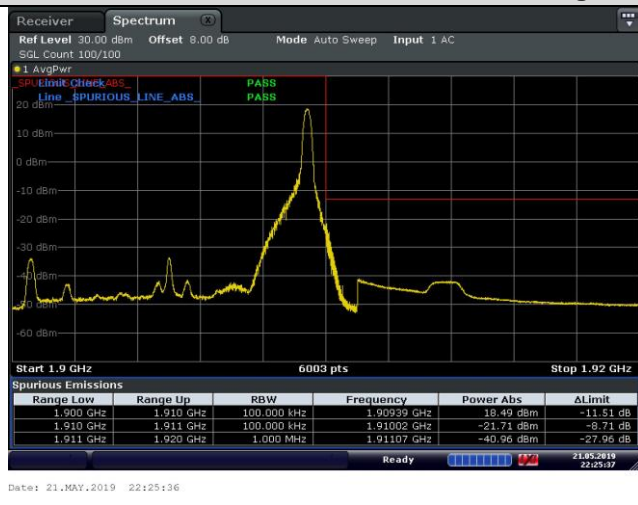 Receiver Spectrum
Ref Level 30.00 dBm Offset 8.00 dB Mode Auto Sweep Input 1 AC
SGL Count 100/100
1 AvgPwr
Limit Check PASS
Line _SPURIOUS_LINE_ABS_ PASS
20 dBm
10 dBm
0 dBm
-10 dBm
-20 dBm
-30 dBm
-40 dBm
-50 dBm
-60 dBm
Start 1.9 GHz 6003 pts Stop 1.92 GHz
Spurious Emissions
Range Low Range Up RBW Frequency Power Abs ΔLimit
1.900 GHz 1.910 GHz 100.000 kHz 1.90939 GHz 18.49 dBm -11.51 dB
1.910 GHz 1.911 GHz 100.000 kHz 1.91002 GHz -21.71 dBm -8.71 dB
1.911 GHz 1.920 GHz 1.000 MHz 1.91107 GHz -40.96 dBm -27.96 dB
Ready 21.05.2019
22:25:37
Date: 21.MAY.2019 22:25:36